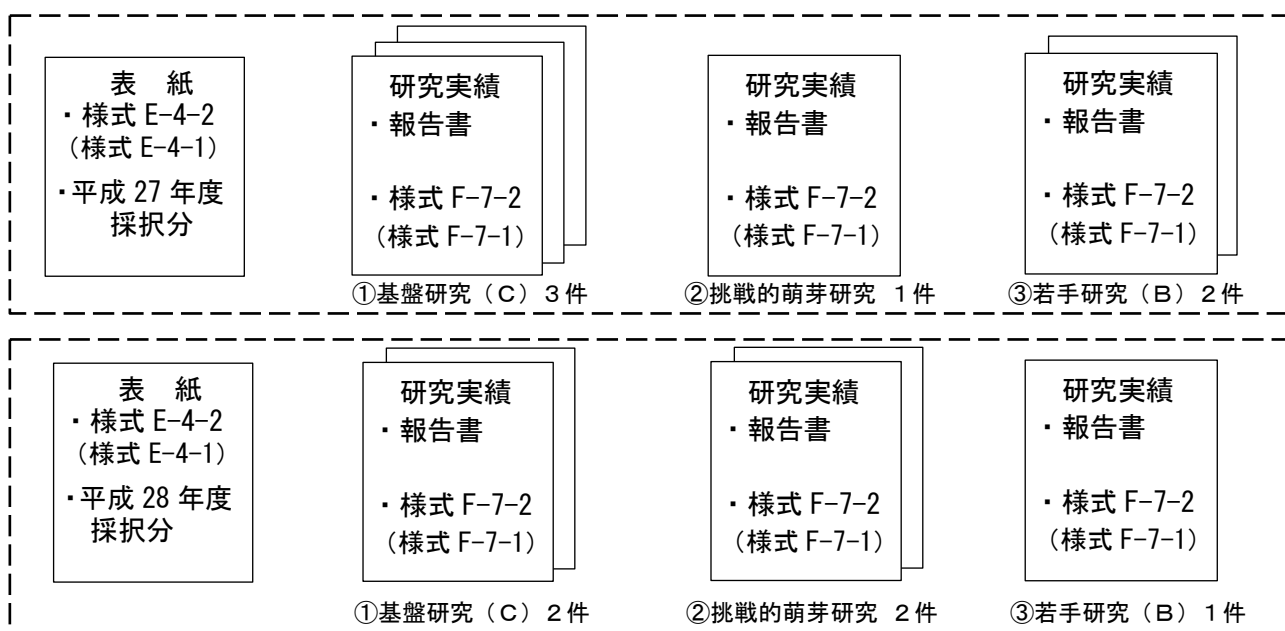 表 紙
・様式 E-4-2
（様式 E-4-1）
・平成 27 年度
採択分
研究実績
・報告書
・様式 F-7-2
（様式 F-7-1）
①基盤研究（C）３件
研究実績
・報告書
・様式 F-7-2
（様式 F-7-1）
②挑戦的萌芽研究 １件
研究実績
・報告書
・様式 F-7-2
（様式 F-7-1）
③若手研究（B）２件
表 紙
・様式 E-4-2
（様式 E-4-1）
・平成 28 年度
採択分
研究実績
・報告書
・様式 F-7-2
（様式 F-7-1）
①基盤研究（C）２件
研究実績
・報告書
・様式 F-7-2
（様式 F-7-1）
②挑戦的萌芽研究 ２件
研究実績
・報告書
・様式 F-7-2
（様式 F-7-1）
③若手研究（B）１件